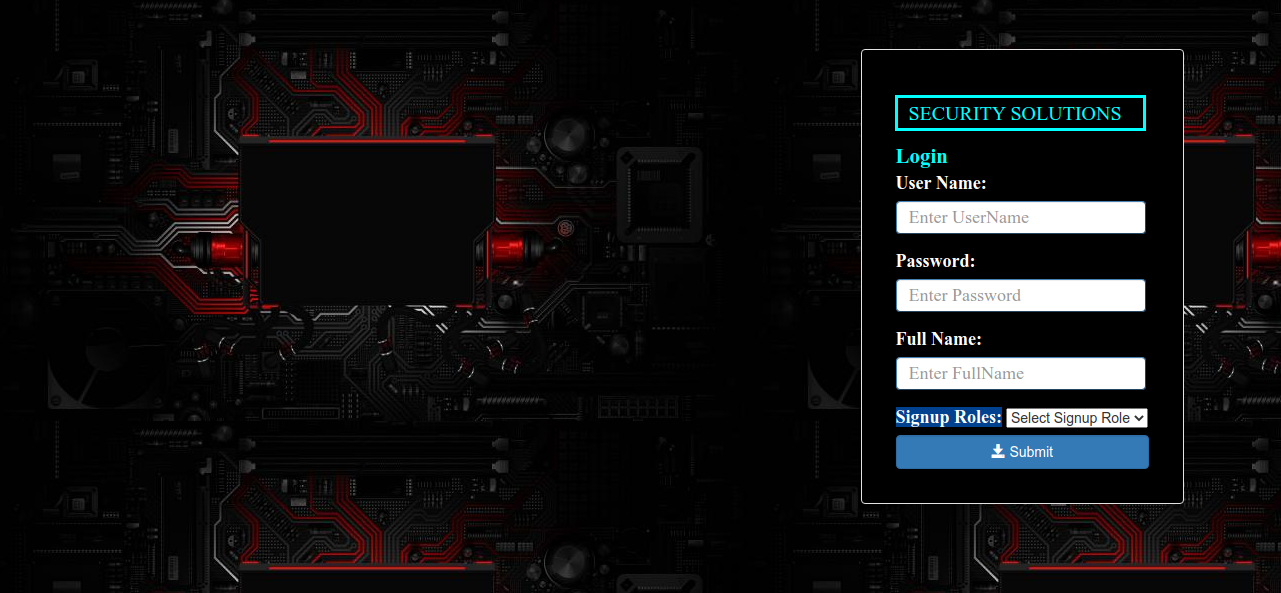 SECURITY SOLUTIONS
Login
User Name:
Enter UserName
Password:
Enter Password
Full Name:
Enter FullName
Signup Roles: Select Signup Role
Submit